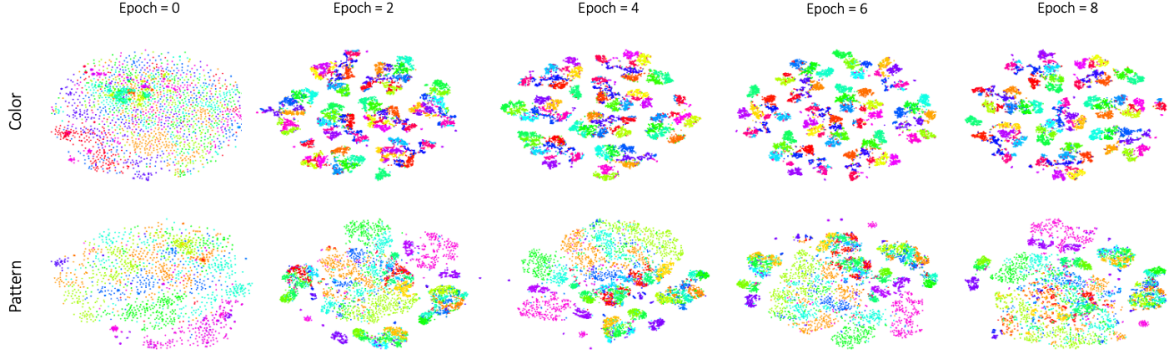 Epoch = 0 Epoch = 2 Epoch = 4 Epoch = 6 Epoch = 8
Color
Pattern